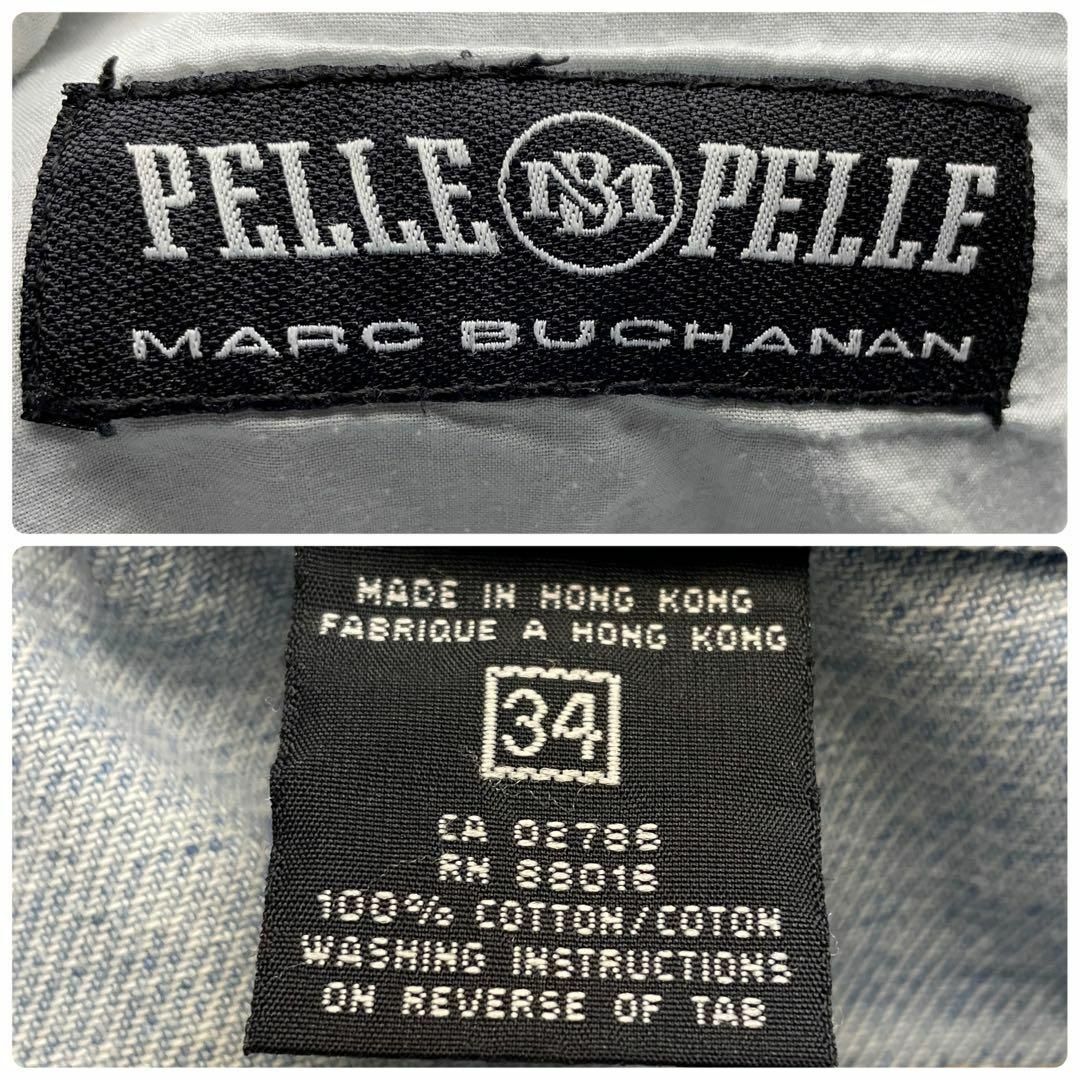 PELLE MB PELLE
MARC BUCHANAN
MADE IN HONG KONG
FABRIQUE A HONG KONG
34
CA 02786
RN 88016
100% COTTON/COTON
WASHING INSTRUCTIONS
ON REVERSE OF TAB